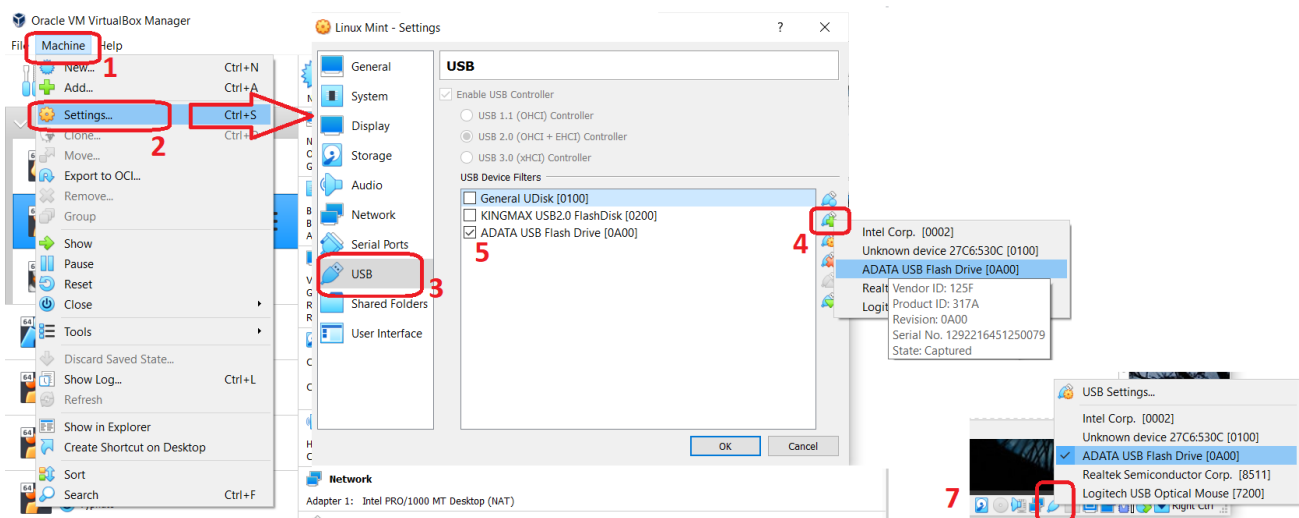 Oracle VM VirtualBox Manager
File Machine Help
1
New... Ctrl+N
Add... Ctrl+A
Settings... Ctrl+S
2
Clone...
Move...
Export to OCI...
Remove...
Group
Show
Pause
Reset
Close
Tools
Discard Saved State...
Show Log... Ctrl+L
Refresh
Show in Explorer
Create Shortcut on Desktop
Sort
Search Ctrl+F
64
64
64
64
Linux Mint - Settings
General
System
Display
Storage
Audio
Network
Serial Ports
USB
3
Shared Folders
User Interface
USB
Enable USB Controller
USB 1.1 (OHCI) Controller
USB 2.0 (OHCI + EHCI) Controller
USB 3.0 (xHCI) Controller
USB Device Filters
General UDisk [0100]
KINGMAX USB2.0 FlashDisk [0200]
ADATA USB Flash Drive [0A00]
5
4
OK Cancel
Network
Adapter 1: Intel PRO/1000 MT Desktop (NAT)
Intel Corp. [0002]
Unknown device 27C6:530C [0100]
ADATA USB Flash Drive [0A00]
Realt
Logit
Vendor ID: 125F
Product ID: 317A
Revision: 0A00
Serial No. 1292216451250079
State: Captured
USB Settings...
Intel Corp. [0002]
Unknown device 27C6:530C [0100]
ADATA USB Flash Drive [0A00]
Realtek Semiconductor Corp. [8511]
Logitech USB Optical Mouse [7200]
7
Right Ctrl